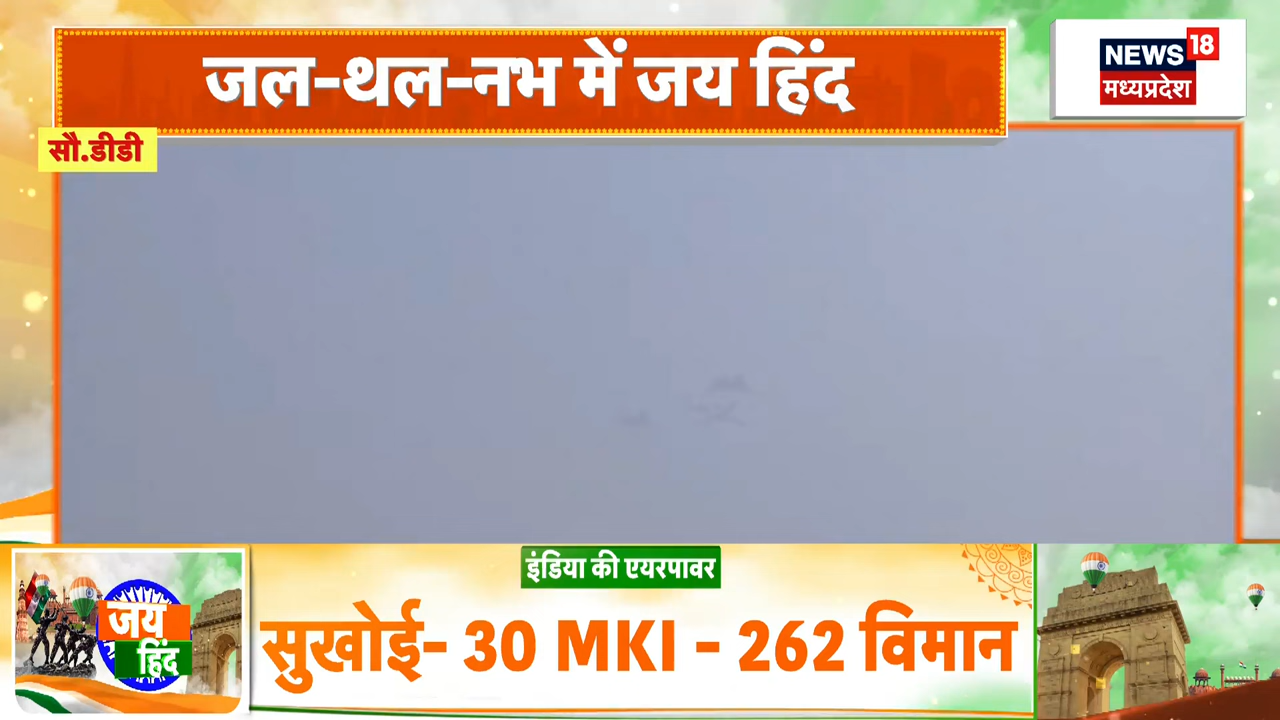 जल-थल-नभ में जय हिंद
NEWS 18
मध्यप्रदेश
सौ.डीडी
इंडिया की एयरपावर
सुखोई- 30 MKI - 262 विमान
जय
हिंद